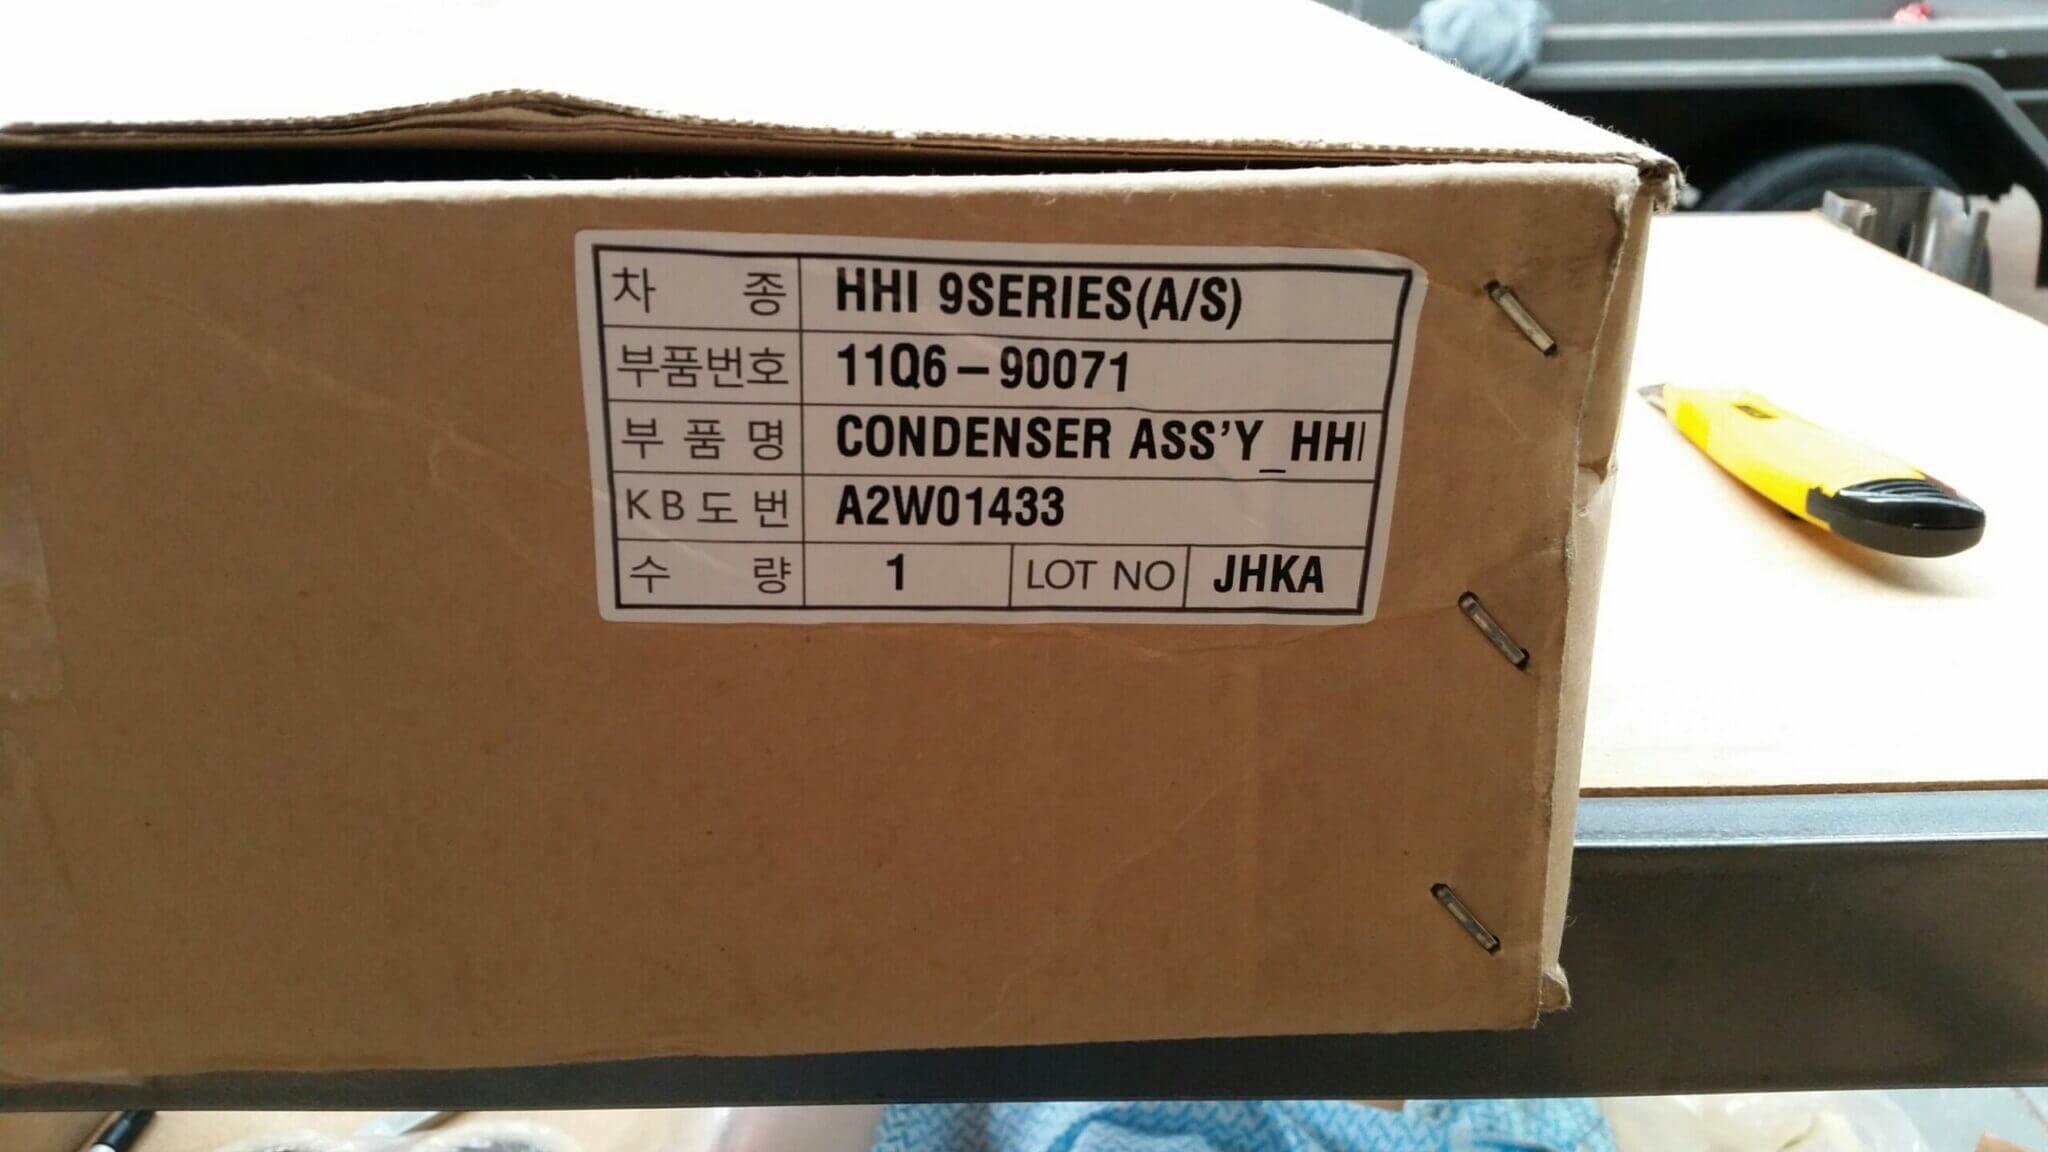 차 종 HHI 9SERIES(A/S)
부품번호 11Q6-90071
부 품 명 CONDENSER ASS'Y_HHI
KB도번 A2W01433
수 량 1 LOT NO JHKA